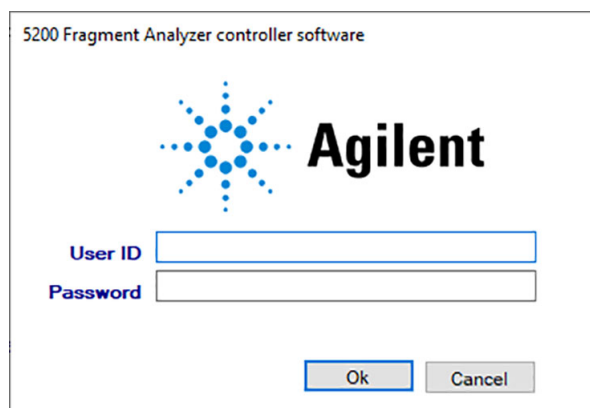 5200 Fragment Analyzer controller software
Agilent
User ID
Password
Ok
Cancel